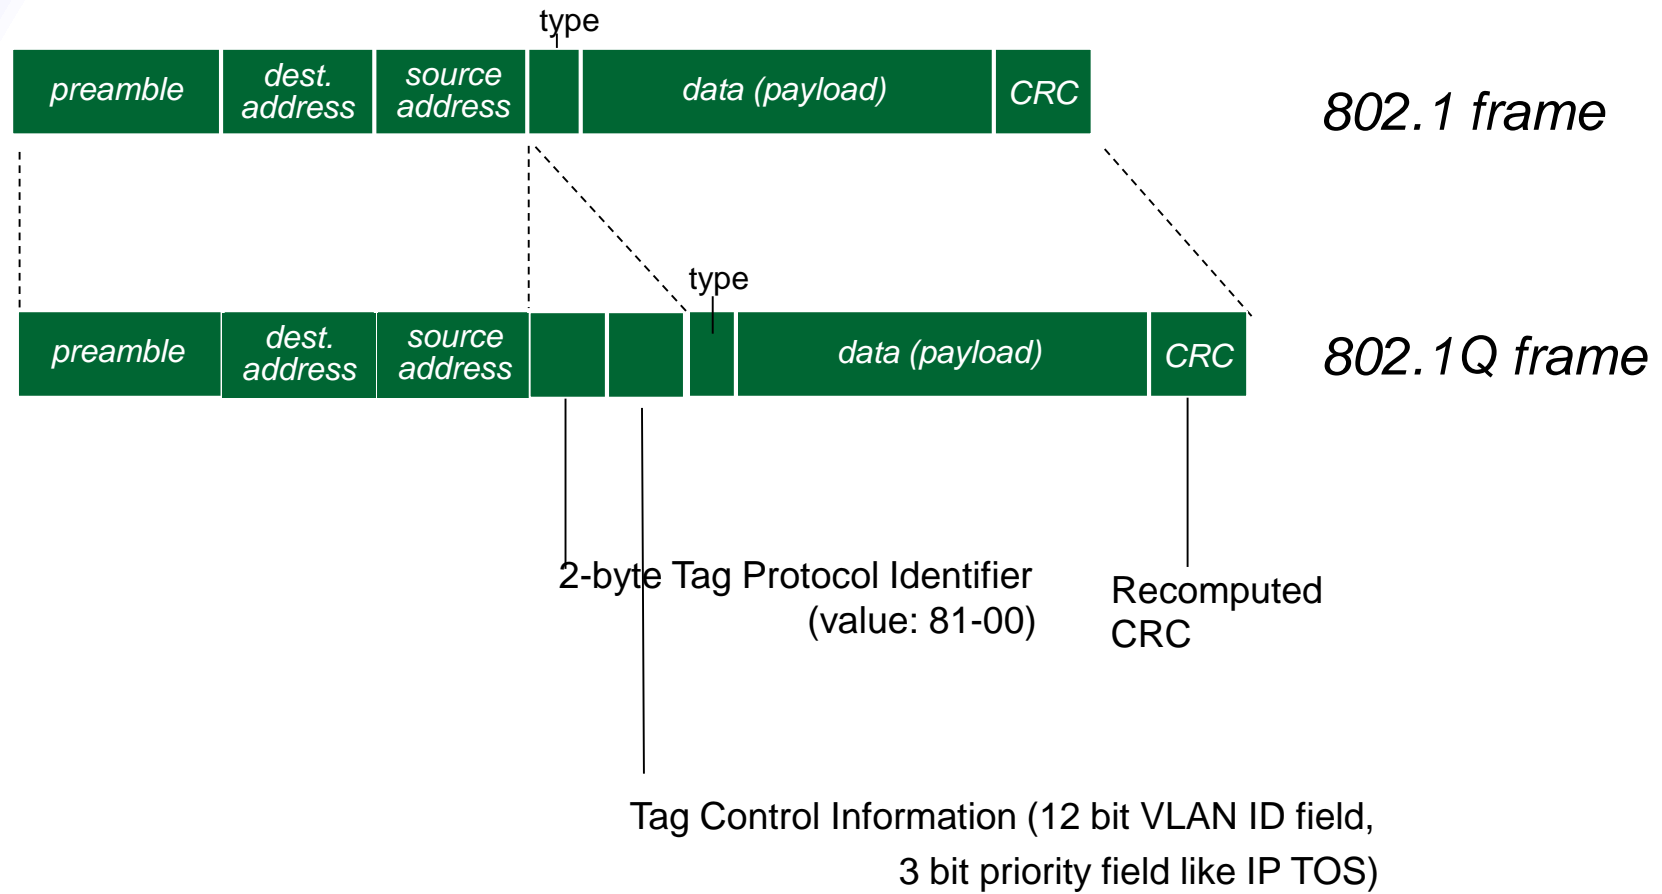 type
preamble
dest.
address
source
address
data (payload)
CRC
802.1 frame
type
preamble
dest.
address
source
address
data (payload)
CRC
802.1Q frame
2-byte Tag Protocol Identifier
(value: 81-00)
Recomputed
CRC
Tag Control Information (12 bit VLAN ID field,
3 bit priority field like IP TOS)